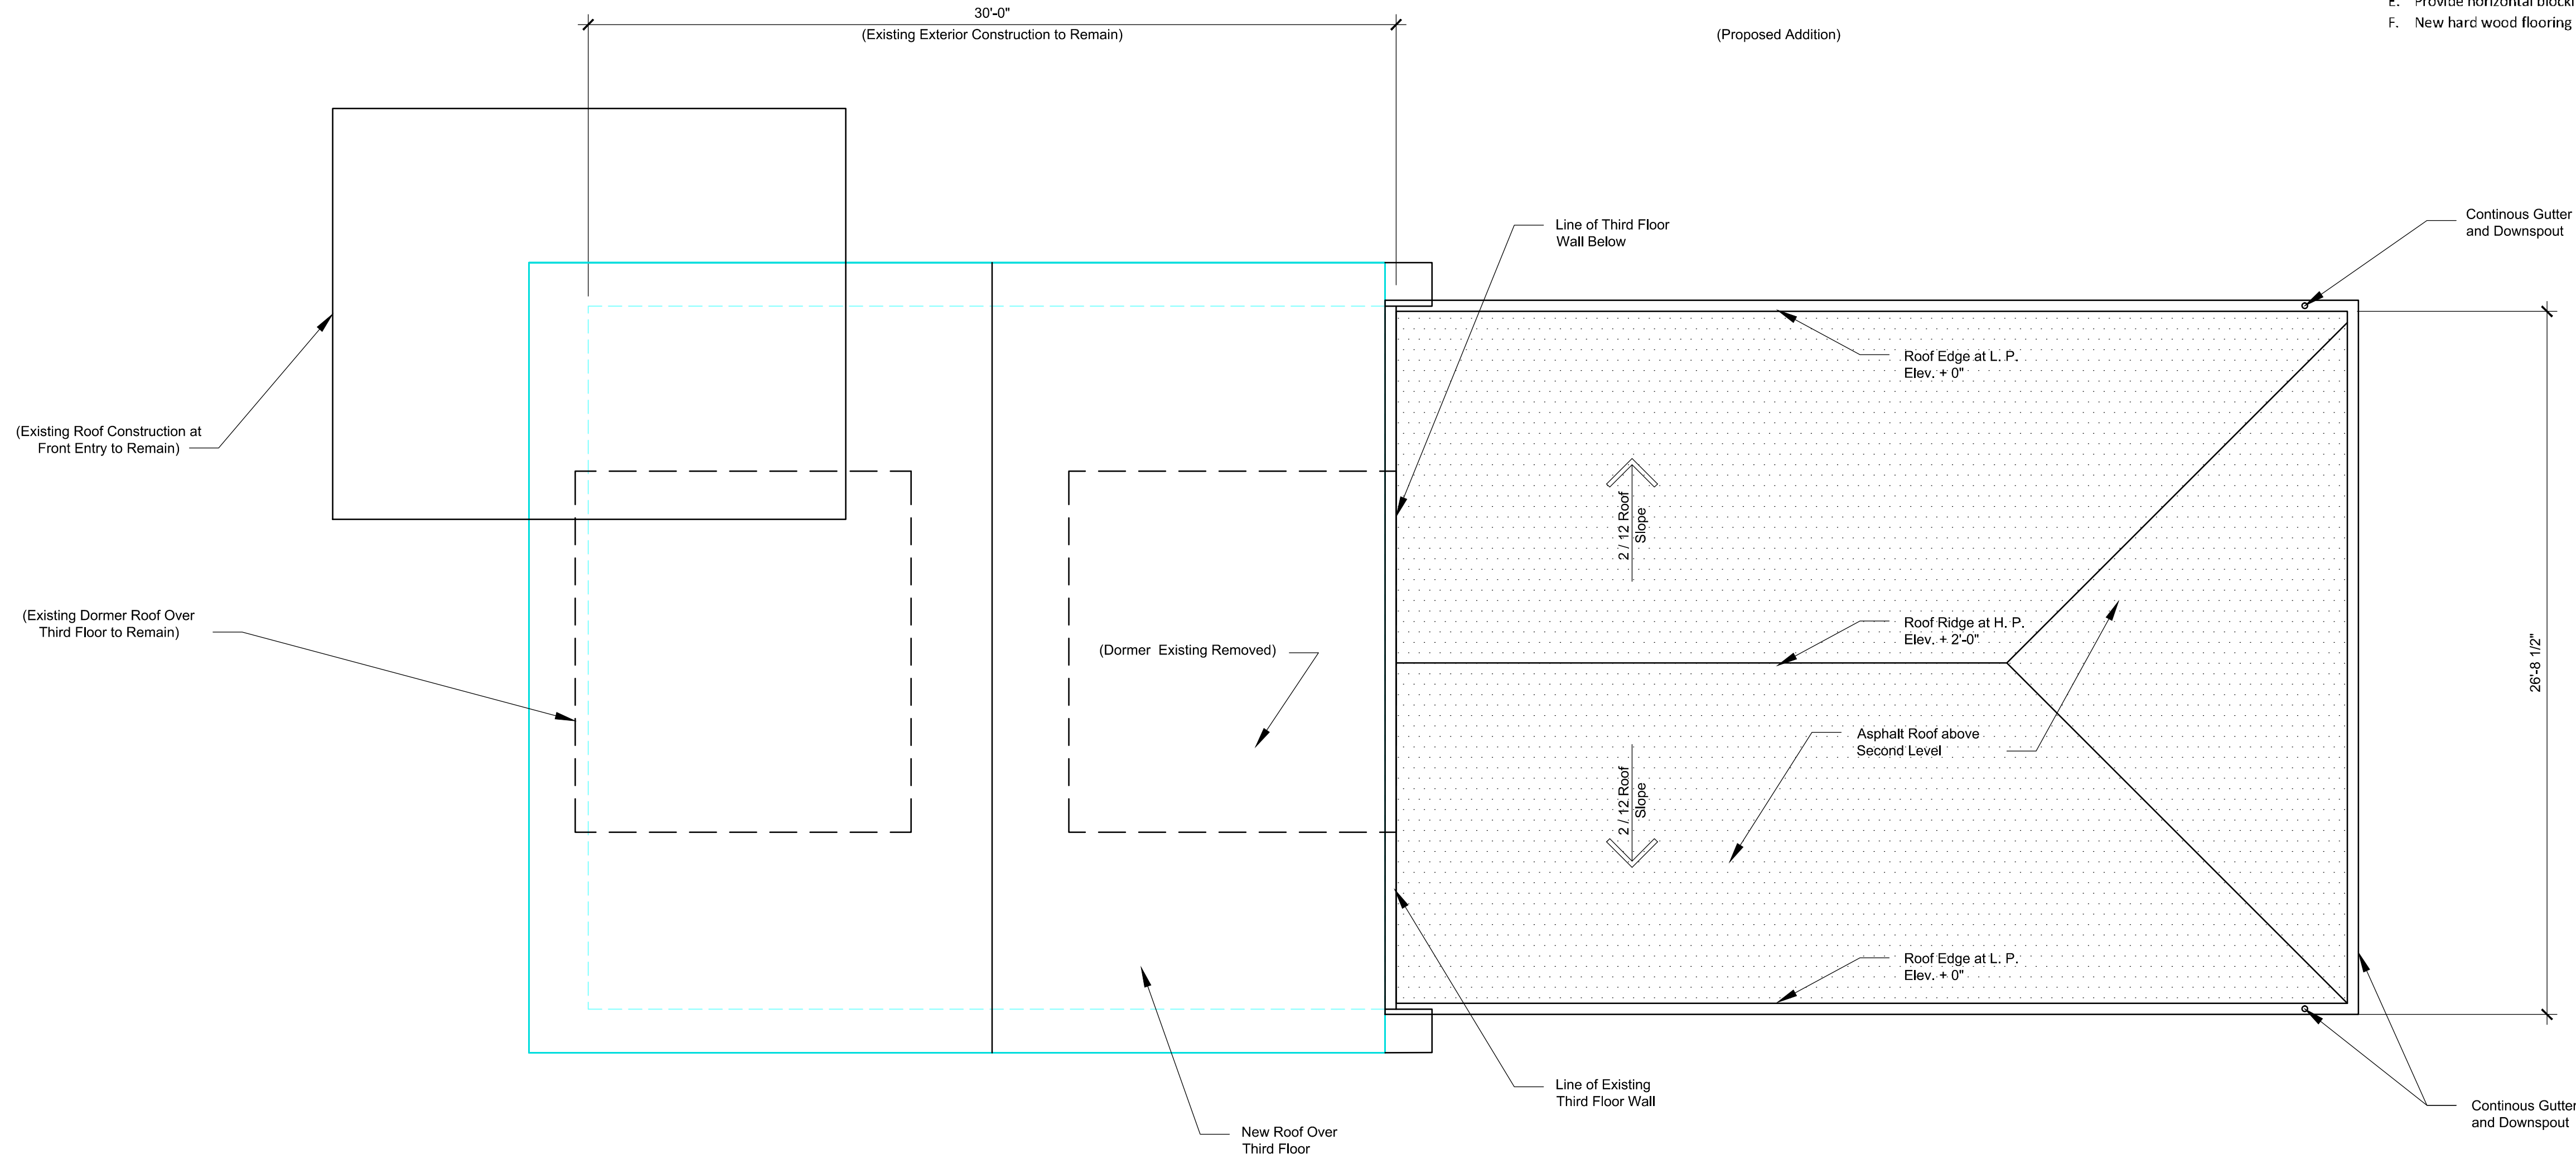 E. Provide horizontal blocki
F. New hard wood flooring
30'-0"
(Existing Exterior Construction to Remain)
(Proposed Addition)
Continous Gutter
and Downspout
Line of Third Floor
Wall Below
Roof Edge at L. P.
Elev. + 0"
(Existing Roof Construction at
Front Entry to Remain)
2 / 12 Roof
Slope
(Existing Dormer Roof Over
Third Floor to Remain)
(Dormer Existing Removed)
Roof Ridge at H. P.
Elev. + 2'-0"
26'-8 1/2"
Asphalt Roof above
Second Level
2 / 12 Roof
Slope
Roof Edge at L. P.
Elev. + 0"
Line of Existing
Third Floor Wall
New Roof Over
Third Floor
Continous Gutter
and Downspout